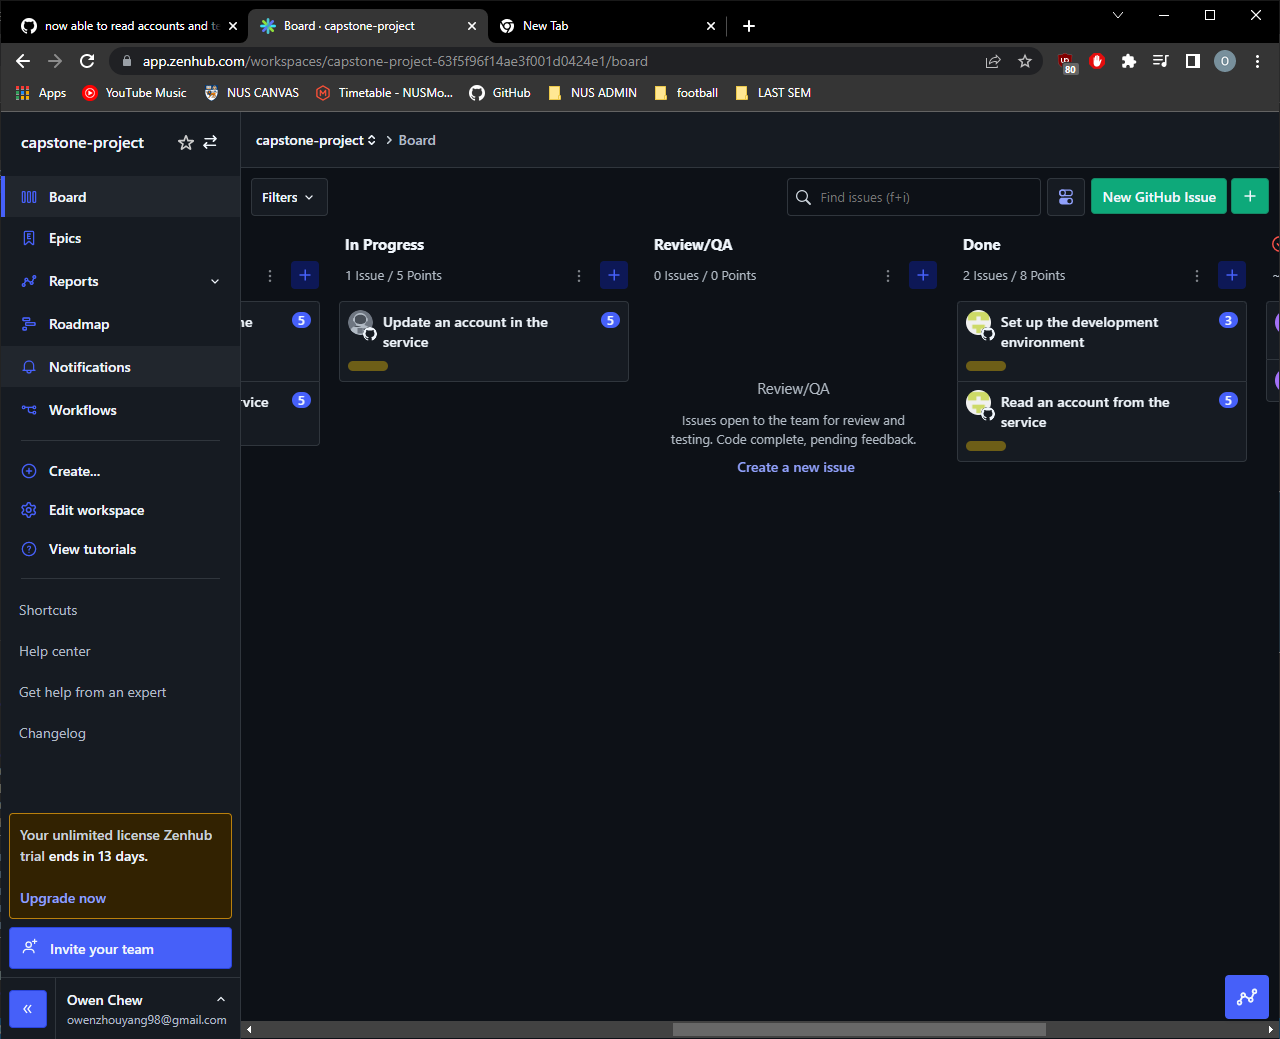 now able to read accounts and te
Board · capstone-project
New Tab
app.zenhub.com/workspaces/capstone-project-63f5f96f14ae3f001d0424e1/board
80
O
Apps
YouTube Music
NUS CANVAS
Timetable - NUSMo...
GitHub
NUS ADMIN
football
LAST SEM
capstone-project
capstone-project
Board
Board
Epics
Reports
Roadmap
Notifications
Workflows
Create...
Edit workspace
View tutorials
Shortcuts
Help center
Get help from an expert
Changelog
Your unlimited license Zenhub
trial ends in 13 days.
Upgrade now
Invite your team
Owen Chew
owenzhouyang98@gmail.com
Filters
Find issues (f+i)
New GitHub Issue
5
vice
5
In Progress
1 Issue / 5 Points
Update an account in the
service
5
Review/QA
0 Issues / 0 Points
Review/QA
Issues open to the team for review and
testing. Code complete, pending feedback.
Create a new issue
Done
2 Issues / 8 Points
Set up the development
environment
3
Read an account from the
service
5